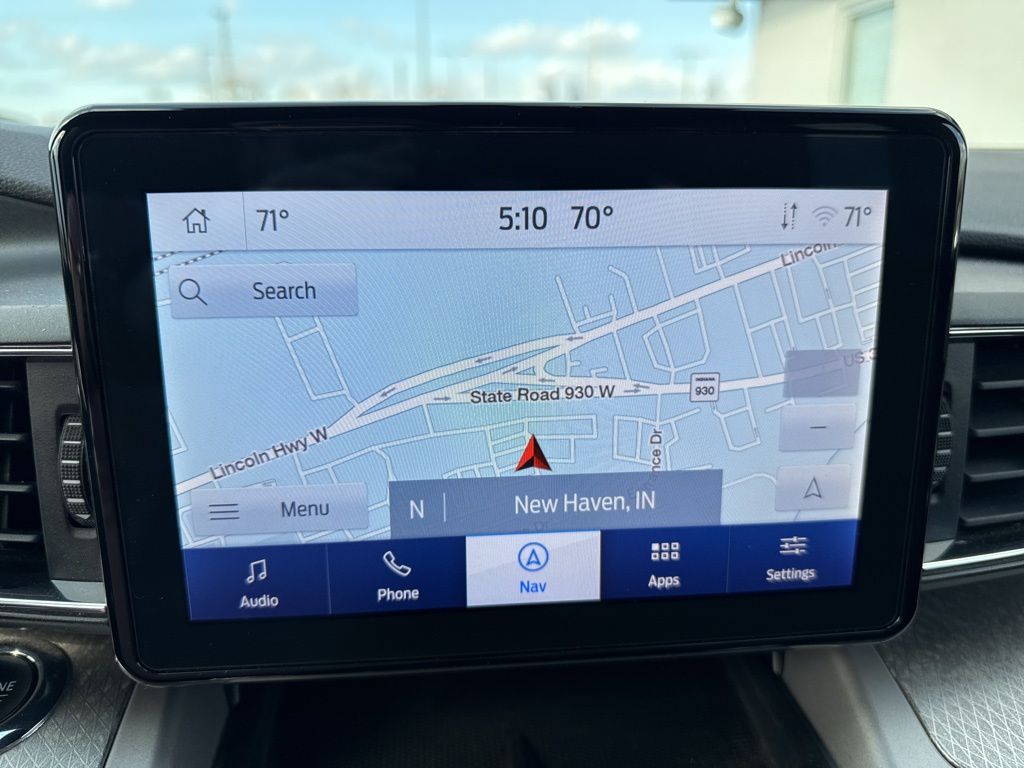 71° 5:10 70° 71°
Lincoln
Search
US
State Road 930 W
INDIANA
930
Lincoln Hwy W
Menu
N New Haven, IN
Audio Phone Nav Apps Settings